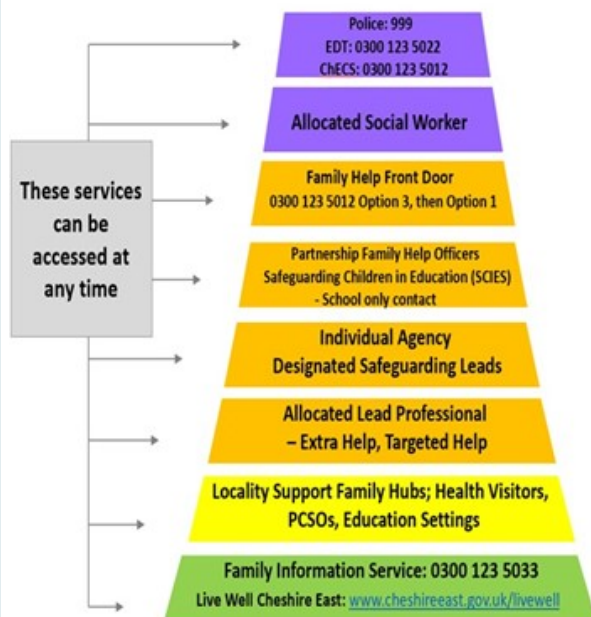 Police: 999
EDT: 0300 123 5022
ChECS: 0300 123 5012
Allocated Social Worker
These services
can be
accessed at
any time
Family Help Front Door
0300 123 5012 Option 3, then Option 1
Partnership Family Help Officers
Safeguarding Children in Education (SCIES)
- School only contact
Individual Agency
Designated Safeguarding Leads
Allocated Lead Professional
– Extra Help, Targeted Help
Locality Support Family Hubs; Health Visitors,
PCSOs, Education Settings
Family Information Service: 0300 123 5033
Live Well Cheshire East: www.cheshireeast.gov.uk/livewell